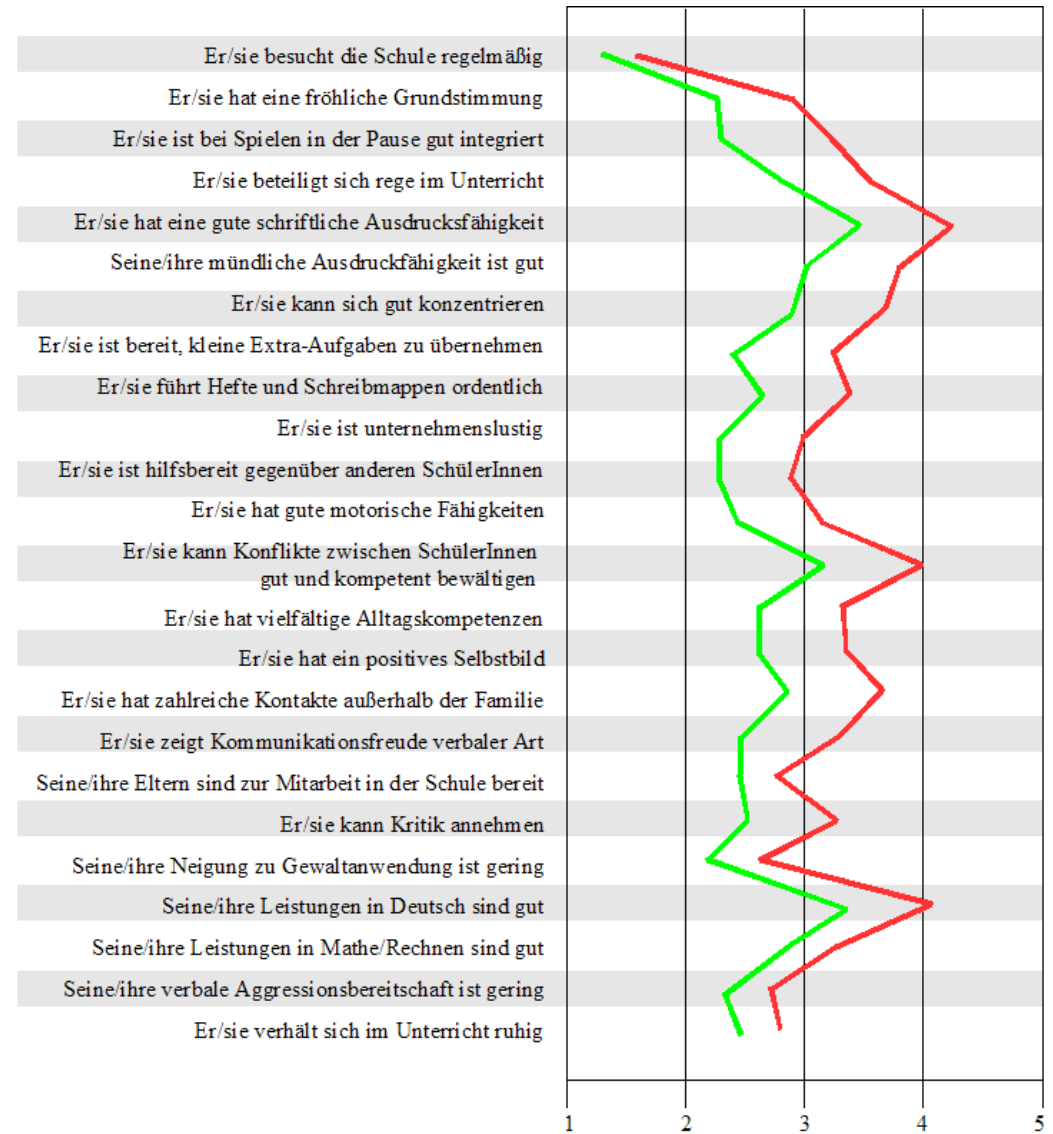 Er/sie besucht die Schule regelmäßig
Er/sie hat eine fröhliche Grundstimmung
Er/sie ist bei Spielen in der Pause gut integriert
Er/sie beteiligt sich rege im Unterricht
Er/sie hat eine gute schriftliche Ausdrucksfähigkeit
Seine/ihre mündliche Ausdruckfähigkeit ist gut
Er/sie kann sich gut konzentrieren
Er/sie ist bereit, kleine Extra-Aufgaben zu übernehmen
Er/sie führt Hefte und Schreibmappen ordentlich
Er/sie ist unternehmenslustig
Er/sie ist hilfsbereit gegenüber anderen SchülerInnen
Er/sie hat gute motorische Fähigkeiten
Er/sie kann Konflikte zwischen SchülerInnen
gut und kompetent bewältigen
Er/sie hat vielfältige Alltagskompetenzen
Er/sie hat ein positives Selbstbild
Er/sie hat zahlreiche Kontakte außerhalb der Familie
Er/sie zeigt Kommunikationsfreude verbaler Art
Seine/ihre Eltern sind zur Mitarbeit in der Schule bereit
Er/sie kann Kritik annehmen
Seine/ihre Neigung zu Gewaltanwendung ist gering
Seine/ihre Leistungen in Deutsch sind gut
Seine/ihre Leistungen in Mathe/Rechnen sind gut
Seine/ihre verbale Aggressionsbereitschaft ist gering
Er/sie verhält sich im Unterricht ruhig
1 2 3 4 5